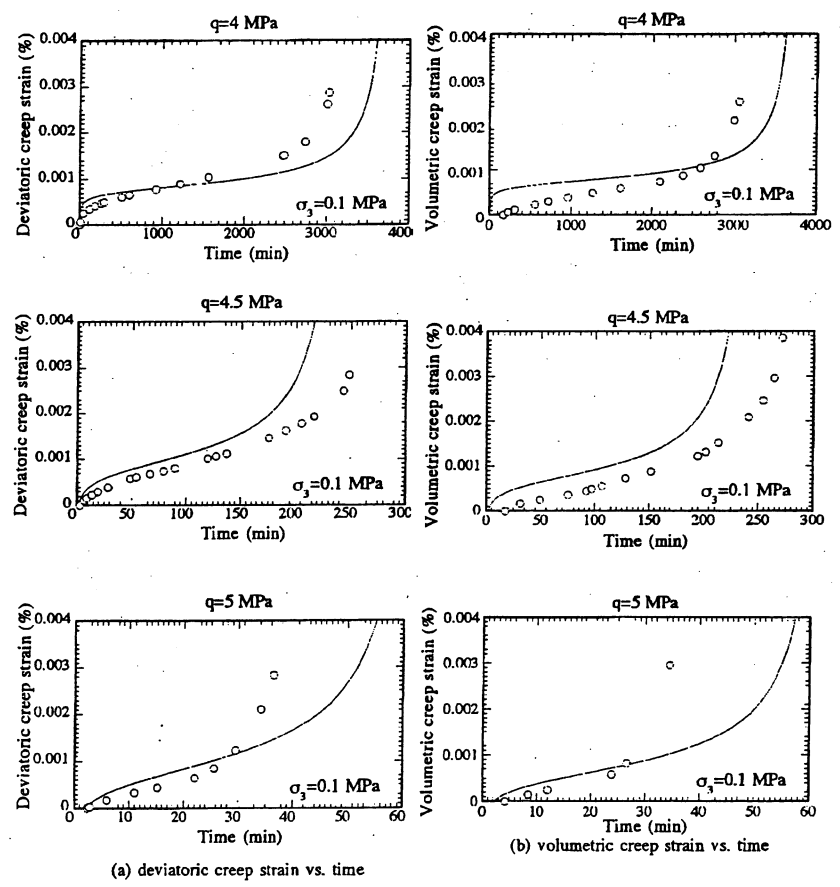 q=4 MPa
Deviatoric creep strain (%)
0.004
0.003
0.002
0.001
0
σ3=0.1 MPa
0 1000 2000 3000 4000
Time (min)
q=4 MPa
Volumetric creep strain (%)
0.004
0.003
0.002
0.001
0
σ3=0.1 MPa
0 1000 2000 3000 4000
Time (min)
q=4.5 MPa
Deviatoric creep strain (%)
0.004
0.003
0.002
0.001
0
σ3=0.1 MPa
0 50 100 150 200 250 300
Time (min)
q=4.5 MPa
Volumetric creep strain (%)
0.004
0.003
0.002
0.001
0
σ3=0.1 MPa
0 50 100 150 200 250 300
Time (min)
q=5 MPa
Deviatoric creep strain (%)
0.004
0.003
0.002
0.001
0
σ3=0.1 MPa
0 10 20 30 40 50 60
Time (min)
(a) deviatoric creep strain vs. time
q=5 MPa
Volumetric creep strain (%)
0.004
0.003
0.002
0.001
0
σ3=0.1 MPa
0 10 20 30 40 50 60
Time (min)
(b) volumetric creep strain vs. time